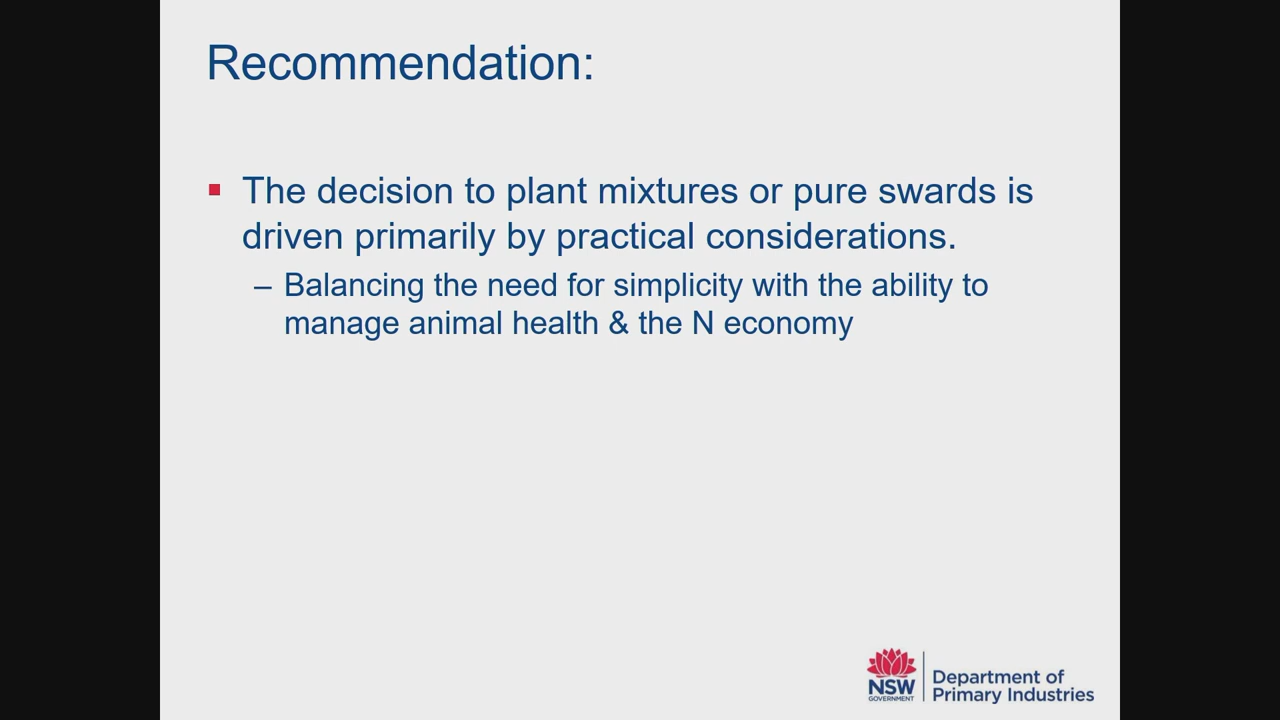 Recommendation:
▪ The decision to plant mixtures or pure swards is
driven primarily by practical considerations.
– Balancing the need for simplicity with the ability to
manage animal health & the N economy
NSW
GOVERNMENT
Department of
Primary Industries